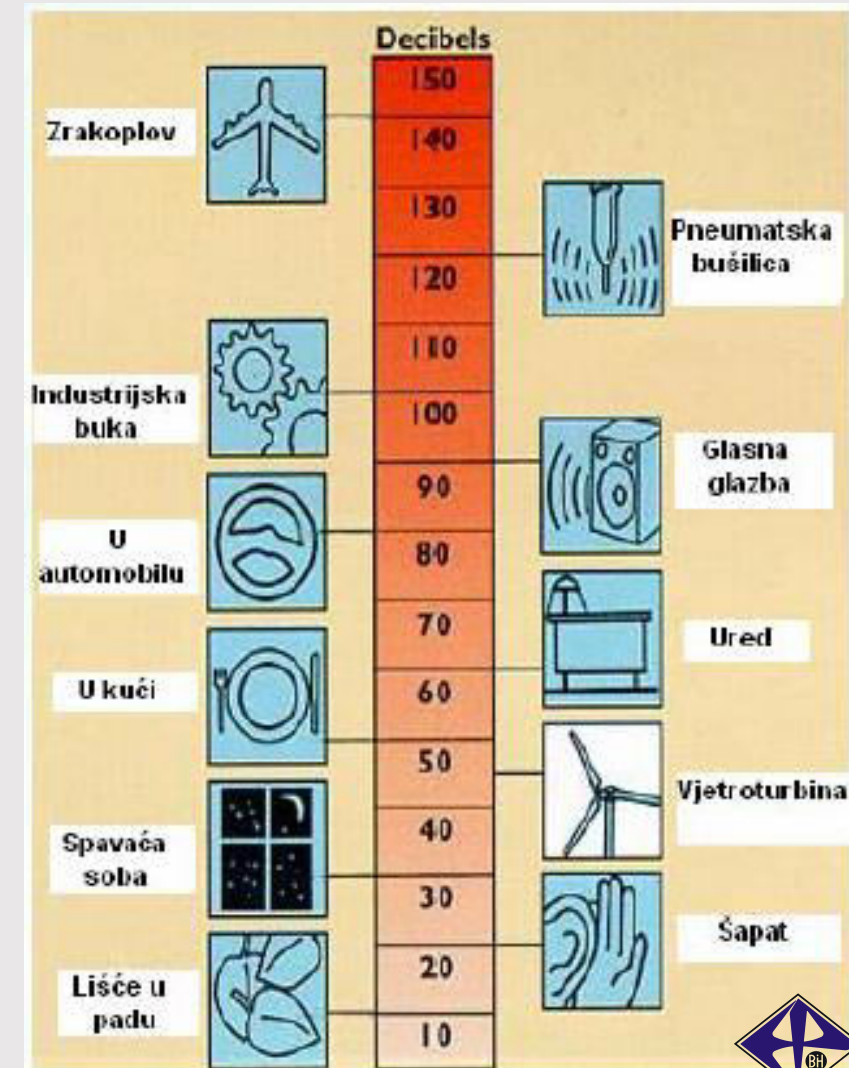 Decibels
150
Zrakoplov
140
130
Pneumatska
bušilica
120
110
Industrijska
buka
100
Glasna
glazba
90
U
automobilu
80
70
Ured
U kući
60
50
Vjetroturbina
40
Spavaća
soba
30
Šapat
20
Lišće u
padu
10
BH